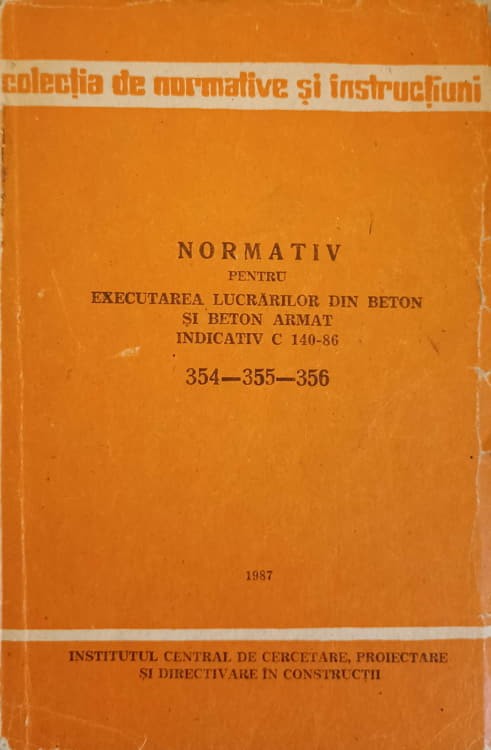 colecția de normative și instrucțiuni
NORMATIV
PENTRU
EXECUTAREA LUCRĂRILOR DIN BETON
ȘI BETON ARMAT
INDICATIV C 140-86
354—355—356
1987
INSTITUTUL CENTRAL DE CERCETARE, PROIECTARE
ȘI DIRECTIVARE ÎN CONSTRUCȚII